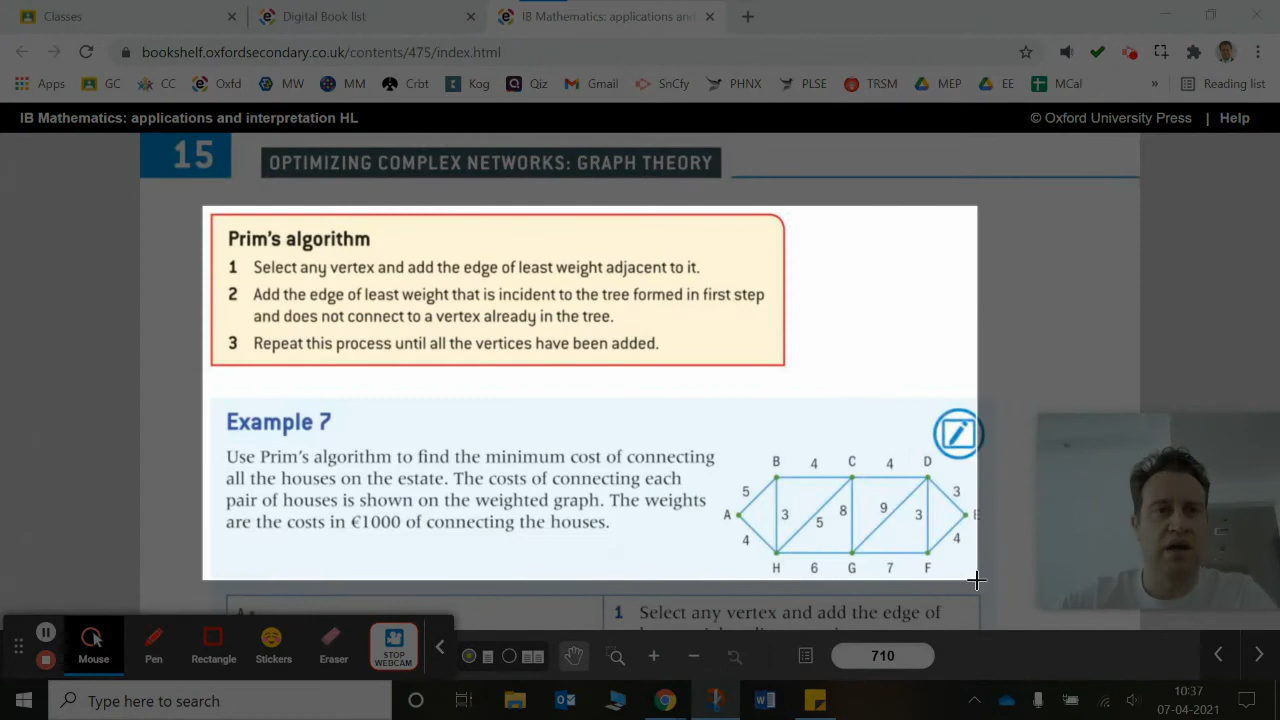 Classes
Digital Book list
IB Mathematics: applications and
bookshelf.oxfordsecondary.co.uk/contents/475/index.html
Apps GC CC Oxfd MW MM Crbt Kog Qiz Gmail SnCfy PHNX PLSE TRSM MEP EE MCal » Reading list
IB Mathematics: applications and interpretation HL
© Oxford University Press | Help
15
OPTIMIZING COMPLEX NETWORKS: GRAPH THEORY
Prim's algorithm
1 Select any vertex and add the edge of least weight adjacent to it.
2 Add the edge of least weight that is incident to the tree formed in first step
and does not connect to a vertex already in the tree.
3 Repeat this process until all the vertices have been added.
Example 7
Use Prim's algorithm to find the minimum cost of connecting
all the houses on the estate. The costs of connecting each
pair of houses is shown on the weighted graph. The weights
are the costs in €1000 of connecting the houses.
B 4 C 4 D
5 3
A 3 5 8 9 3 E
4 4
H 6 G 7 F
1 Select any vertex and add the edge of
Mouse
Pen
Rectangle
Stickers
Eraser
STOP
WEBCAM
710
Type here to search
10:37
07-04-2021